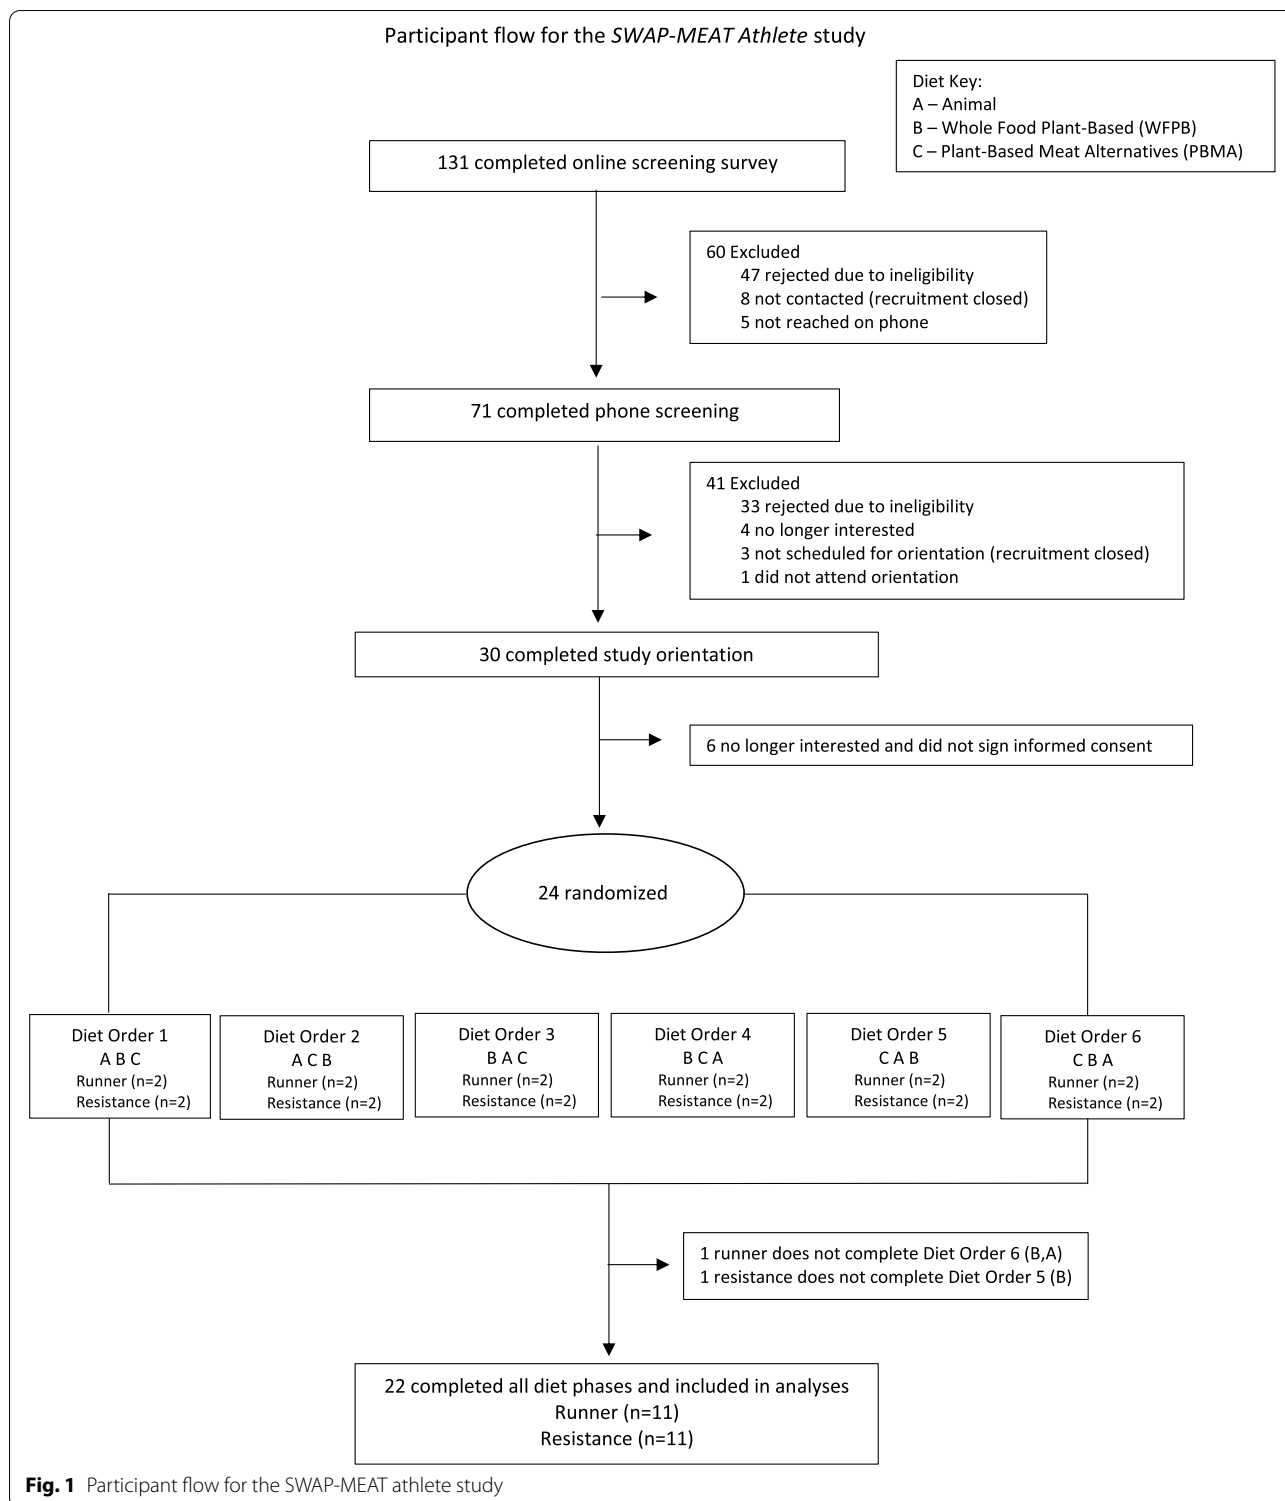 Participant flow for the SWAP-MEAT Athlete study
Diet Key:
A – Animal
B – Whole Food Plant-Based (WFPB)
C – Plant-Based Meat Alternatives (PBMA)
131 completed online screening survey
60 Excluded
47 rejected due to ineligibility
8 not contacted (recruitment closed)
5 not reached on phone
71 completed phone screening
41 Excluded
33 rejected due to ineligibility
4 no longer interested
3 not scheduled for orientation (recruitment closed)
1 did not attend orientation
30 completed study orientation
6 no longer interested and did not sign informed consent
24 randomized
Diet Order 1
A B C
Runner (n=2)
Resistance (n=2)
Diet Order 2
A C B
Runner (n=2)
Resistance (n=2)
Diet Order 3
B A C
Runner (n=2)
Resistance (n=2)
Diet Order 4
B C A
Runner (n=2)
Resistance (n=2)
Diet Order 5
C A B
Runner (n=2)
Resistance (n=2)
Diet Order 6
C B A
Runner (n=2)
Resistance (n=2)
1 runner does not complete Diet Order 6 (B,A)
1 resistance does not complete Diet Order 5 (B)
22 completed all diet phases and included in analyses
Runner (n=11)
Resistance (n=11)
Fig. 1 Participant flow for the SWAP-MEAT athlete study